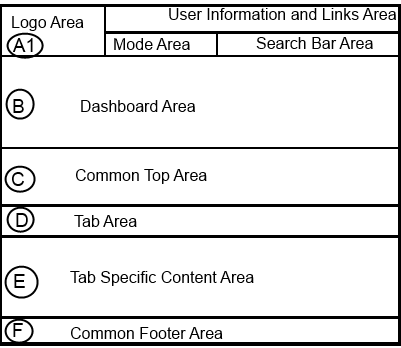 Logo Area
User Information and Links Area
A1
Mode Area
Search Bar Area
B
Dashboard Area
C
Common Top Area
D
Tab Area
E
Tab Specific Content Area
F
Common Footer Area